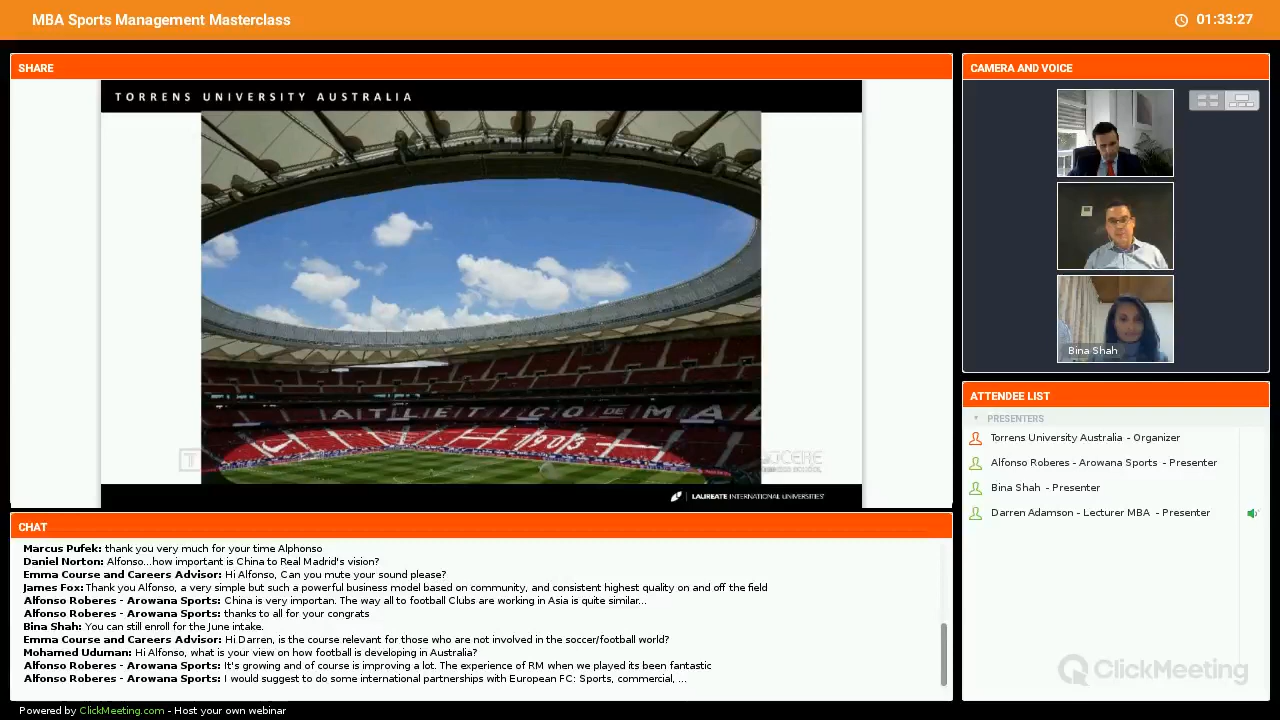 MBA Sports Management Masterclass
01:33:27
SHARE
TORRENS UNIVERSITY AUSTRALIA
ATLETICO DE MA
1903
LAUREATE INTERNATIONAL UNIVERSITIES
CAMERA AND VOICE
Bina Shah
ATTENDEE LIST
PRESENTERS
Torrens University Australia - Organizer
Alfonso Roberes - Arowana Sports - Presenter
Bina Shah - Presenter
Darren Adamson - Lecturer MBA - Presenter
ClickMeeting
CHAT
Marcus Pufek: thank you very much for your time Alphonso
Daniel Norton: Alfonso...how important is China to Real Madrid's vision?
Emma Course and Careers Advisor: Hi Alfonso, Can you mute your sound please?
James Fox: Thank you Alfonso, a very simple but such a powerful business model based on community, and consistent highest quality on and off the field
Alfonso Roberes - Arowana Sports: China is very importan. The way all to football Clubs are working in Asia is quite similar...
Alfonso Roberes - Arowana Sports: thanks to all for your congrats
Bina Shah: You can still enroll for the June intake.
Emma Course and Careers Advisor: Hi Darren, is the course relevant for those who are not involved in the soccer/football world?
Mohamed Uduman: Hi Alfonso, what is your view on how football is developing in Australia?
Alfonso Roberes - Arowana Sports: It's growing and of course is improving a lot. The experience of RM when we played its been fantastic
Alfonso Roberes - Arowana Sports: I would suggest to do some international partnerships with European FC: Sports, commercial, ...
Powered by ClickMeeting.com - Host your own webinar